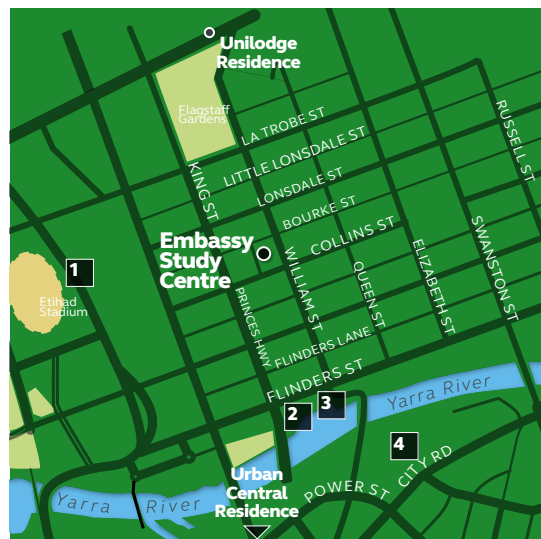 Unilodge
Residence
Flagstaff
Gardens
LA TROBE ST
LITTLE LONSDALE ST
LONSDALE ST
BOURKE ST
COLLINS ST
KING ST
RUSSELL ST
SWANSTON ST
ELIZABETH ST
QUEEN ST
WILLIAM ST
PRINCES HWY
Embassy
Study
Centre
1
Etihad
Stadium
FLINDERS LANE
FLINDERS ST
2
3
4
Yarra River
CITY RD
POWER ST
Urban
Central
Residence
Yarra River